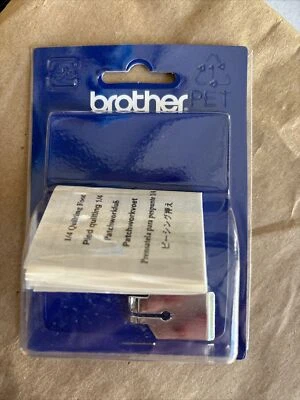 brother
PET
1/4 Quilting Foot
Pied quilting 1/4
Patchworkfuß
Patchworkvoet
Prensatela para pespunte 1/4
ピーシング押え